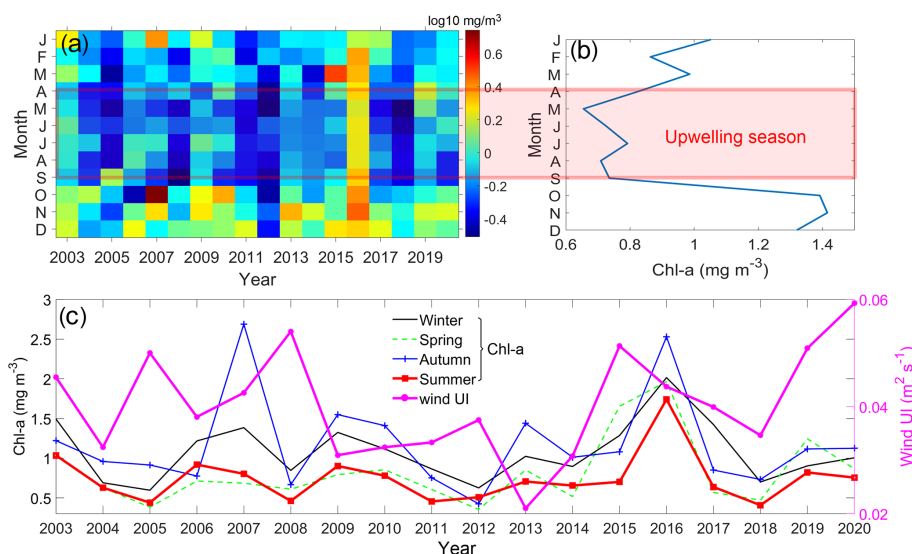 log10 mg/m³
(a)
J
F
M
A
M
J
J
A
S
O
N
D
Month
2003 2005 2007 2009 2011 2013 2015 2017 2019
Year
0.6
0.4
0.2
0
-0.2
-0.4
(b)
J
F
M
A
M
J
J
A
S
O
N
D
Month
Upwelling season
0.6 0.8 1 1.2 1.4
Chl-a (mg m⁻³)
(c)
3
2.5
2
1.5
1
0.5
Chl-a (mg m⁻³)
Winter
Spring
Autumn
Summer
wind UI
Chl-a
0.06
0.04
0.02
Wind UI (m² s⁻¹)
2003 2004 2005 2006 2007 2008 2009 2010 2011 2012 2013 2014 2015 2016 2017 2018 2019 2020
Year